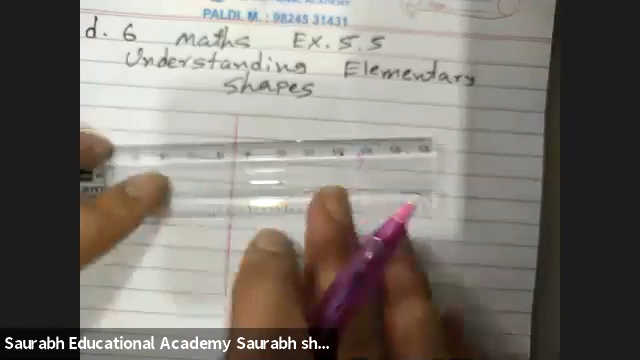 PALDI. M. : 98245 31431
d. 6 maths EX. 5.5
Understanding Elementary
shapes
Saurabh Educational Academy Saurabh sh...